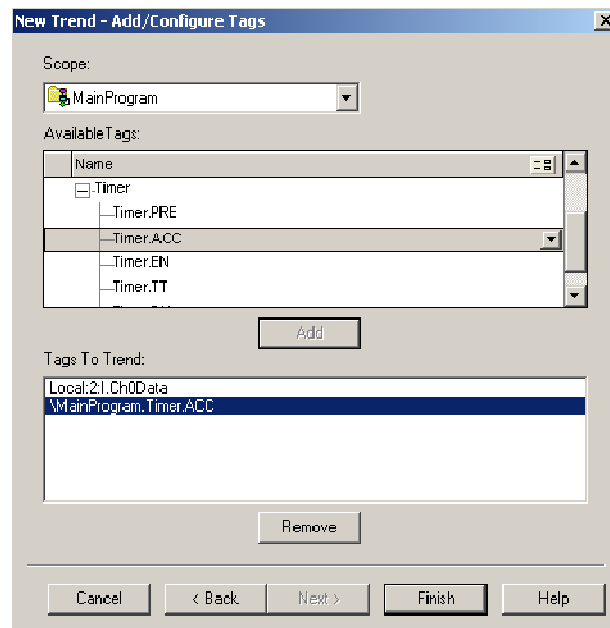 New Trend - Add/Configure Tags
Scope:
MainProgram
Available Tags:
Name
Timer
Timer.PRE
Timer.ACC
Timer.EN
Timer.TT
Add
Tags To Trend:
Local:2:I.Ch0Data
\MainProgram.Timer.ACC
Remove
Cancel
< Back
Next >
Finish
Help